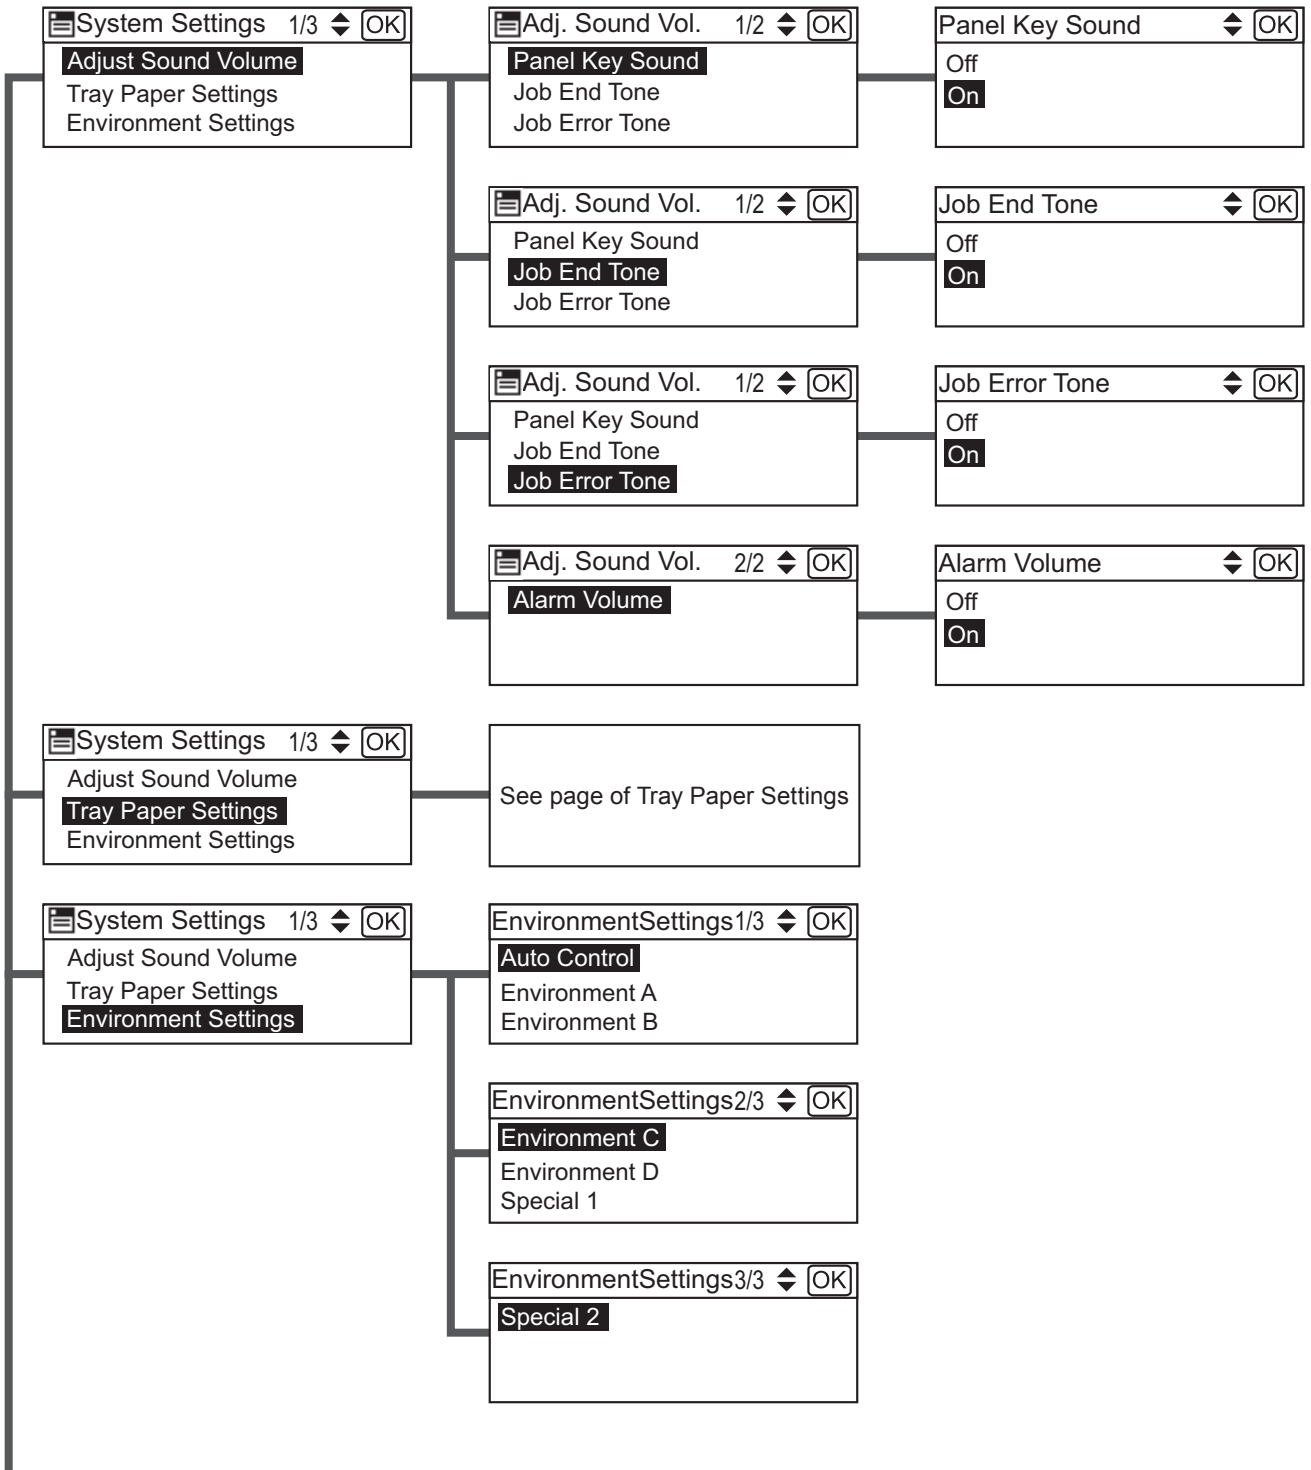 System Settings 1/3 OK
Adjust Sound Volume
Tray Paper Settings
Environment Settings
Adj. Sound Vol. 1/2 OK
Panel Key Sound
Job End Tone
Job Error Tone
Panel Key Sound OK
Off
On
Adj. Sound Vol. 1/2 OK
Panel Key Sound
Job End Tone
Job Error Tone
Job End Tone OK
Off
On
Adj. Sound Vol. 1/2 OK
Panel Key Sound
Job End Tone
Job Error Tone
Job Error Tone OK
Off
On
Adj. Sound Vol. 2/2 OK
Alarm Volume
Alarm Volume OK
Off
On
System Settings 1/3 OK
Adjust Sound Volume
Tray Paper Settings
Environment Settings
See page of Tray Paper Settings
System Settings 1/3 OK
Adjust Sound Volume
Tray Paper Settings
Environment Settings
EnvironmentSettings1/3 OK
Auto Control
Environment A
Environment B
EnvironmentSettings2/3 OK
Environment C
Environment D
Special 1
EnvironmentSettings3/3 OK
Special 2